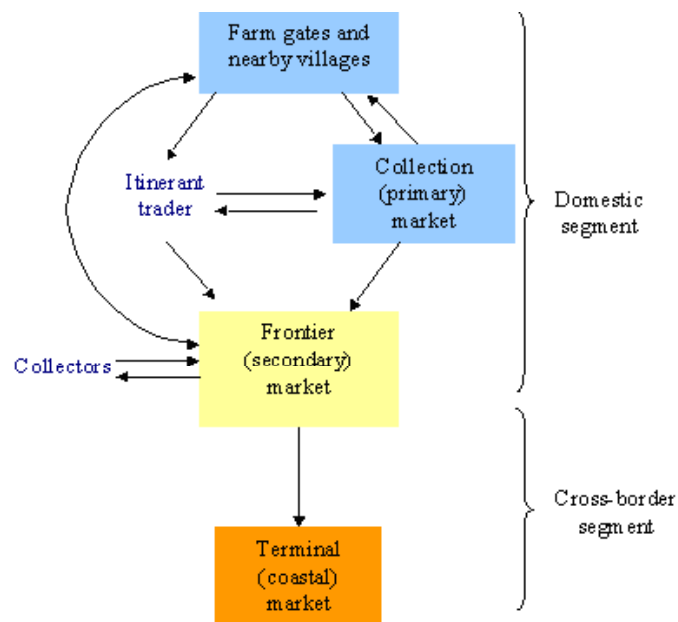 Farm gates and
nearby villages
Itinerant
trader
Collection
(primary)
market
Domestic
segment
Frontier
(secondary)
market
Collectors
Cross-border
segment
Terminal
(coastal)
market